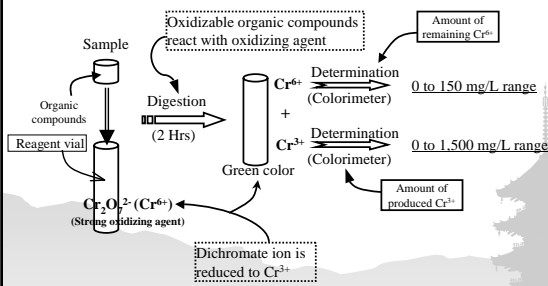 Oxidizable organic compounds
react with oxidizing agent
Amount of
remaining Cr⁶⁺
Sample
Organic
compounds
Reagent vial
Digestion
(2 Hrs)
Cr⁶⁺
+
Cr³⁺
Green color
Determination
(Colorimeter)
0 to 150 mg/L range
Determination
(Colorimeter)
0 to 1,500 mg/L range
Amount of
produced Cr³⁺
Cr₂O₇²⁻ (Cr⁶⁺)
(Strong oxidizing agent)
Dichromate ion is
reduced to Cr³⁺